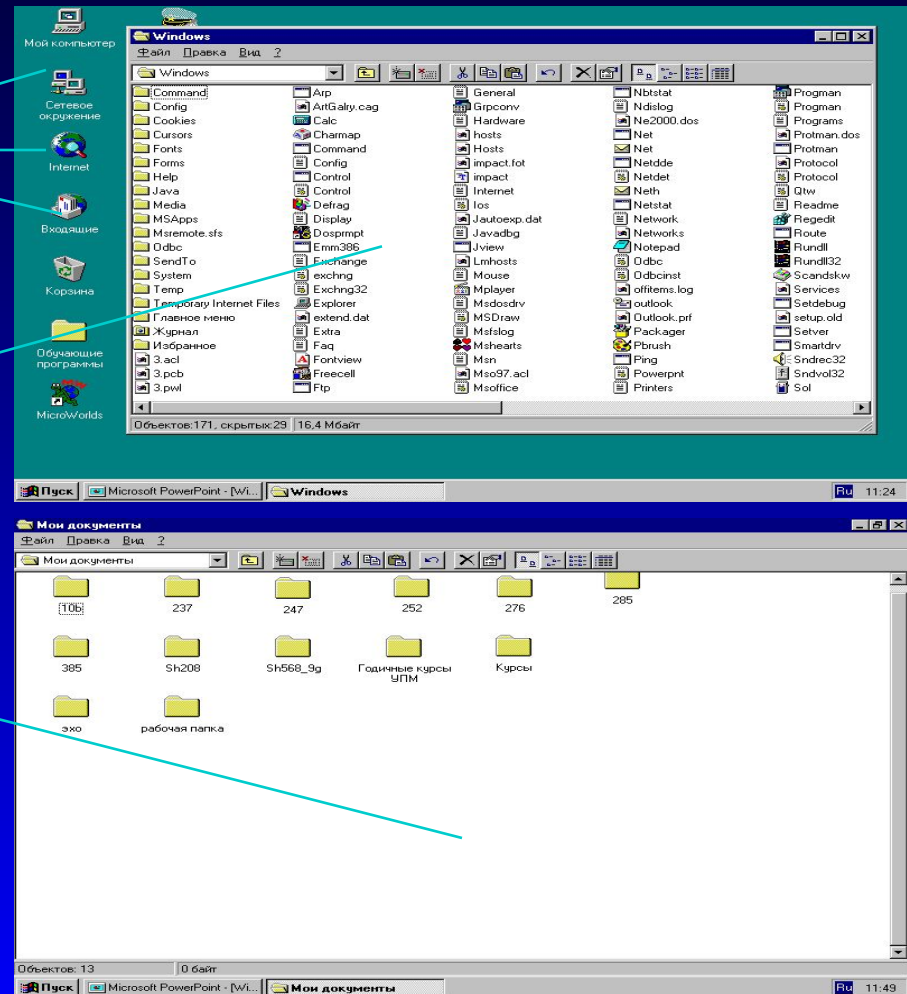 Мой компьютер
Сетевое
окружение
Internet
Входящие
Корзина
Обучающие
программы
MicroWorlds
Windows
Файл Правка Вид ?
Windows
Command
Config
Cookies
Cursors
Fonts
Forms
Help
Java
Media
MSApps
Msremote.sfs
Odbc
SendTo
System
Temp
Temporary Internet Files
Главное меню
Журнал
Избранное
3.acl
3.pcb
3.pwl
Arp
ArtGalry.cag
Calc
Charmap
Command
Config
Control
Control
Defrag
Display
Dosprmpt
Emm386
Exchange
exchng
Exchng32
Explorer
extend.dat
Extra
Faq
Fontview
Freecell
Ftp
General
Grpconv
Hardware
hosts
Hosts
impact.fot
impact
Internet
Ios
Jautoexp.dat
Javadbg
Jview
Lmhosts
Mouse
Mplayer
Msdosdrv
MSDraw
Msfslog
Mshearts
Msn
Mso97.acl
Msoffice
Nbtstat
Ndislog
Ne2000.dos
Net
Net
Netdde
Netdet
Neth
Netstat
Network
Networks
Notepad
Odbc
Odbcinst
offitems.log
outlook
Outlook.prf
Packager
Pbrush
Ping
Powerpnt
Printers
Progman
Progman
Programs
Protman.dos
Protman
Protocol
Protocol
Qtw
Readme
Regedit
Route
Rundll
Rundll32
Scandskw
Services
Setdebug
setup.old
Setver
Smartdrv
Sndrec32
Sndvol32
Sol
Объектов:171, скрытых:29 16,4 Мбайт
Пуск Microsoft PowerPoint - [Wi... Windows Ru 11:24
Мои документы
Файл Правка Вид ?
Мои документы
10b 237 247 252 276 285
385 Sh208 Sh568_9g Годичные курсы
УПМ
Курсы
эхо рабочая папка
Объектов: 13 0 байт
Пуск Microsoft PowerPoint - [Wi... Мои документы Ru 11:49